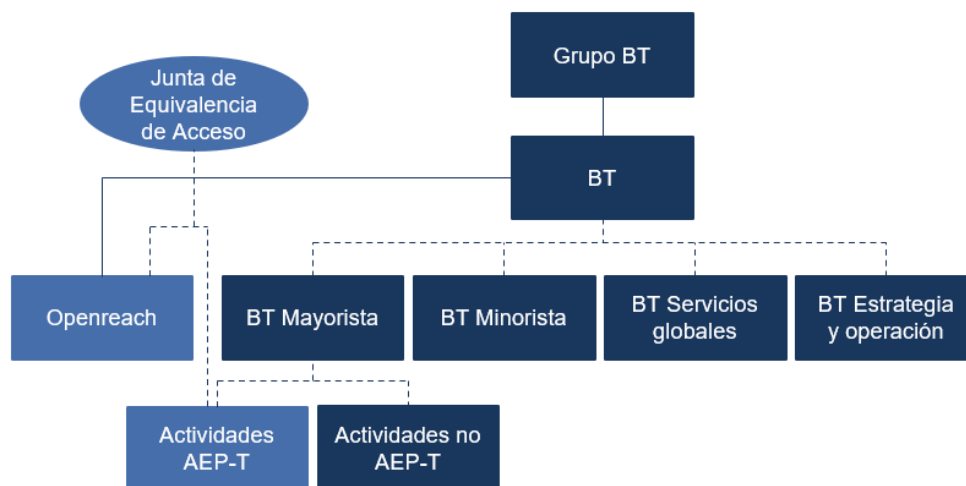 Grupo BT
Junta de
Equivalencia
de Acceso
BT
Openreach
BT Mayorista
BT Minorista
BT Servicios
globales
BT Estrategia
y operación
Actividades
AEP-T
Actividades no
AEP-T